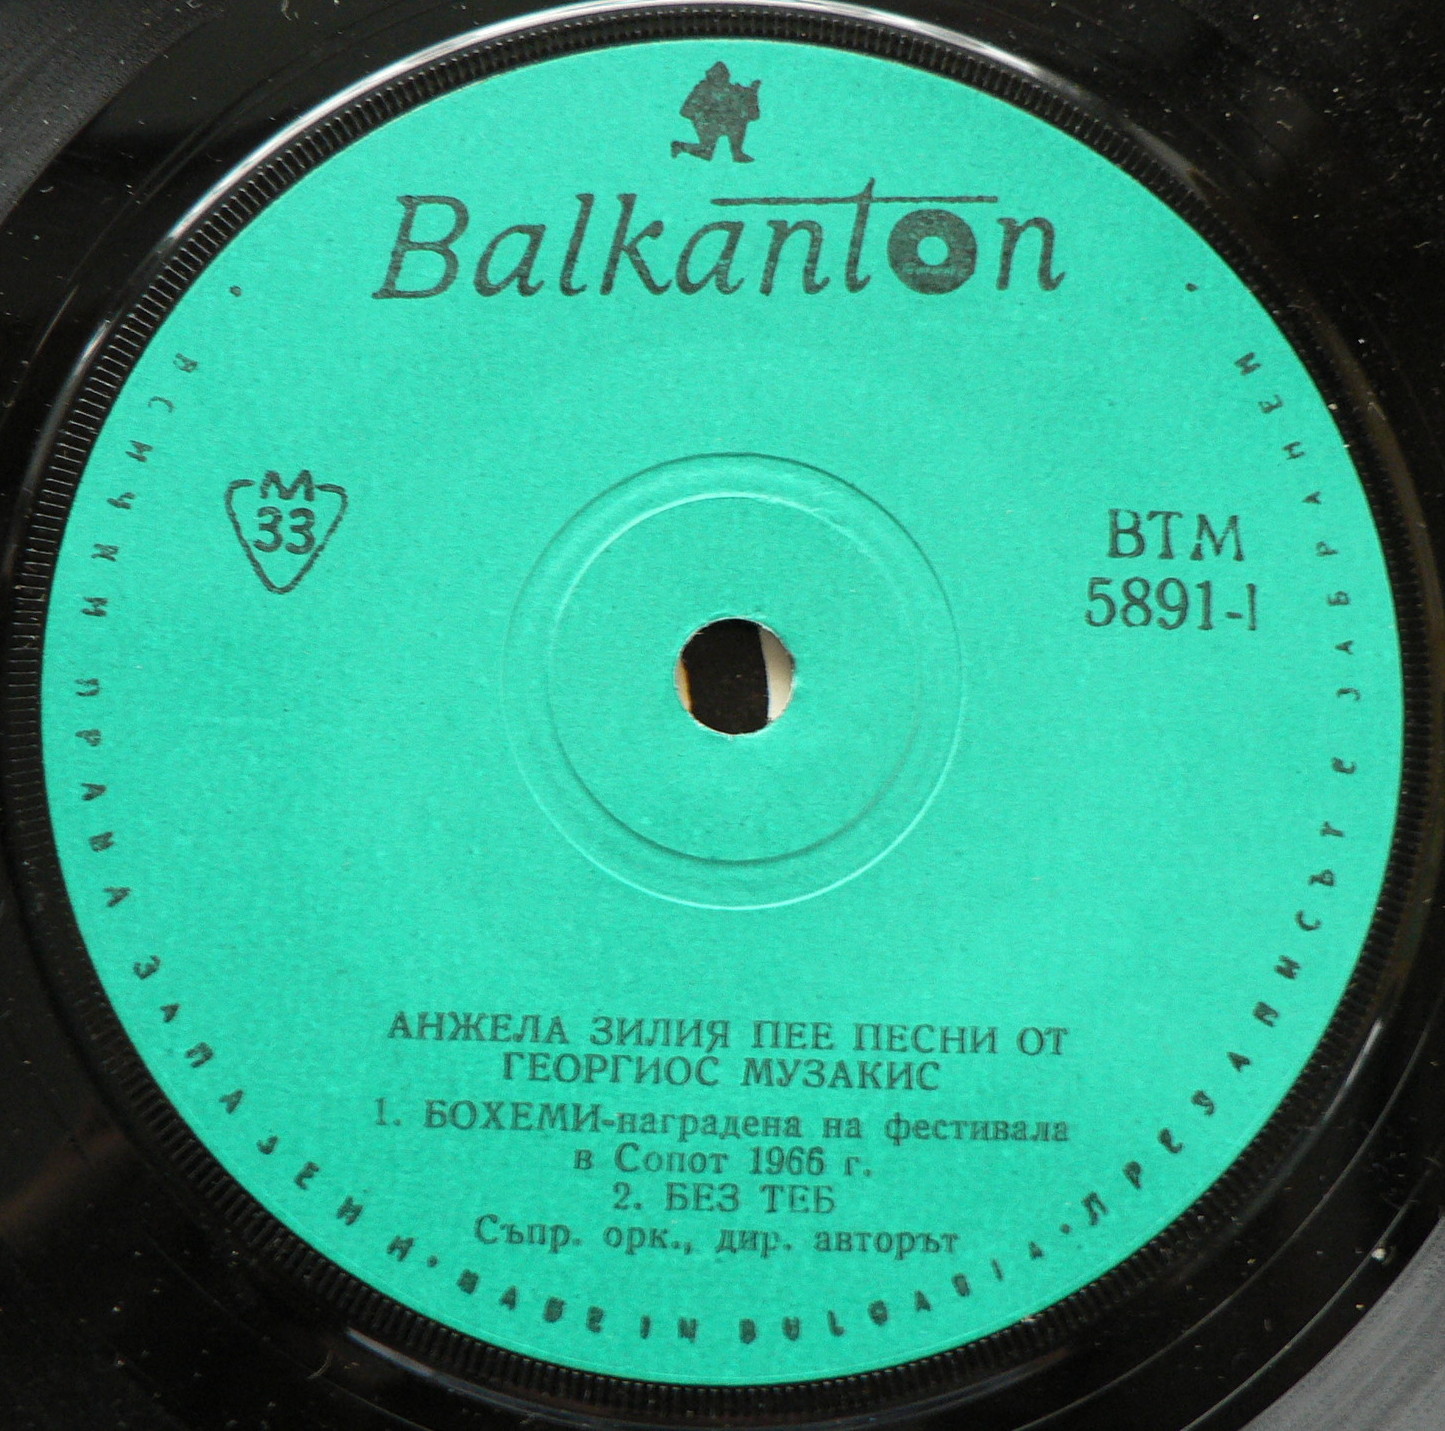 Balkanton
M
33
ВТМ
5891-I
АНЖЕЛА ЗИЛИЯ ПЕЕ ПЕСНИ ОТ
ГЕОРГИОС МУЗАКИС
1. БОХЕМИ-наградена на фестивала
в Сопот 1966 г.
2. БЕЗ ТЕБ
Съпр. орк., дир. авторът
ВСИЧКИ ПРАВА ЗАПАЗЕНИ • MADE IN BULGARIA • ПРЕЗАПИСЪТ Е ЗАБРАНЕН